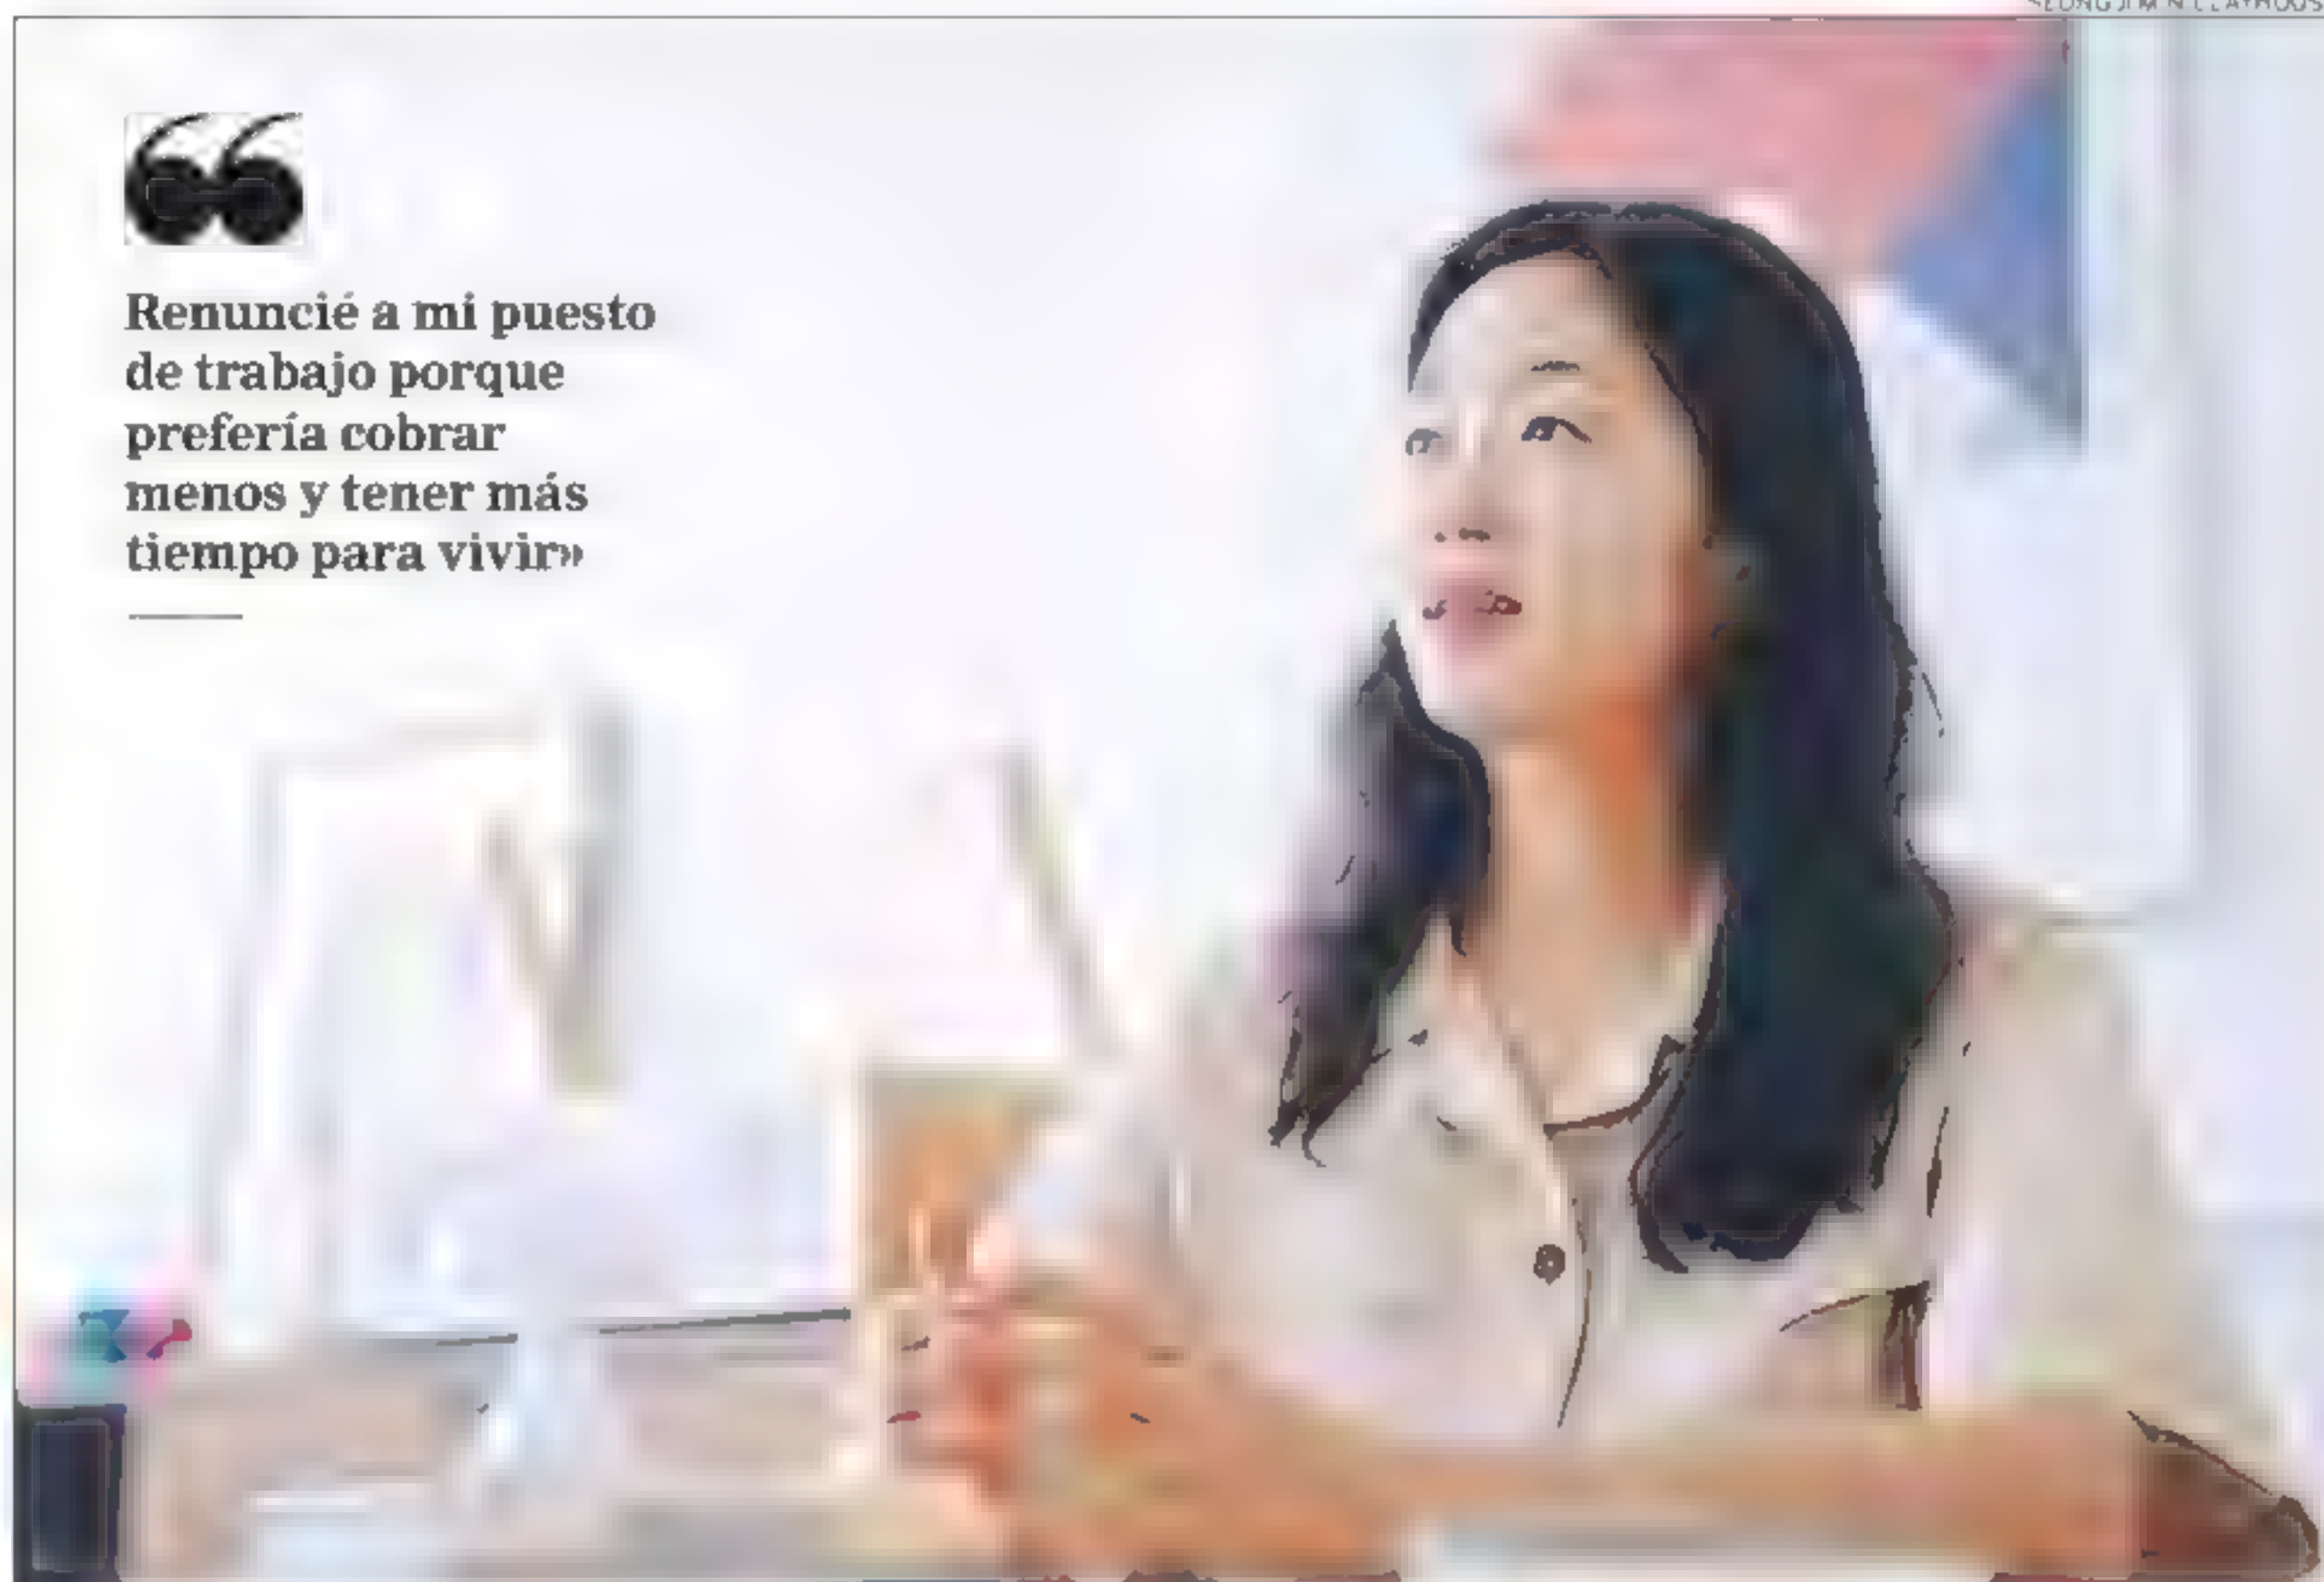 Renuncié a mi puesto
de trabajo porque
prefería cobrar
menos y tener más
tiempo para vivir»